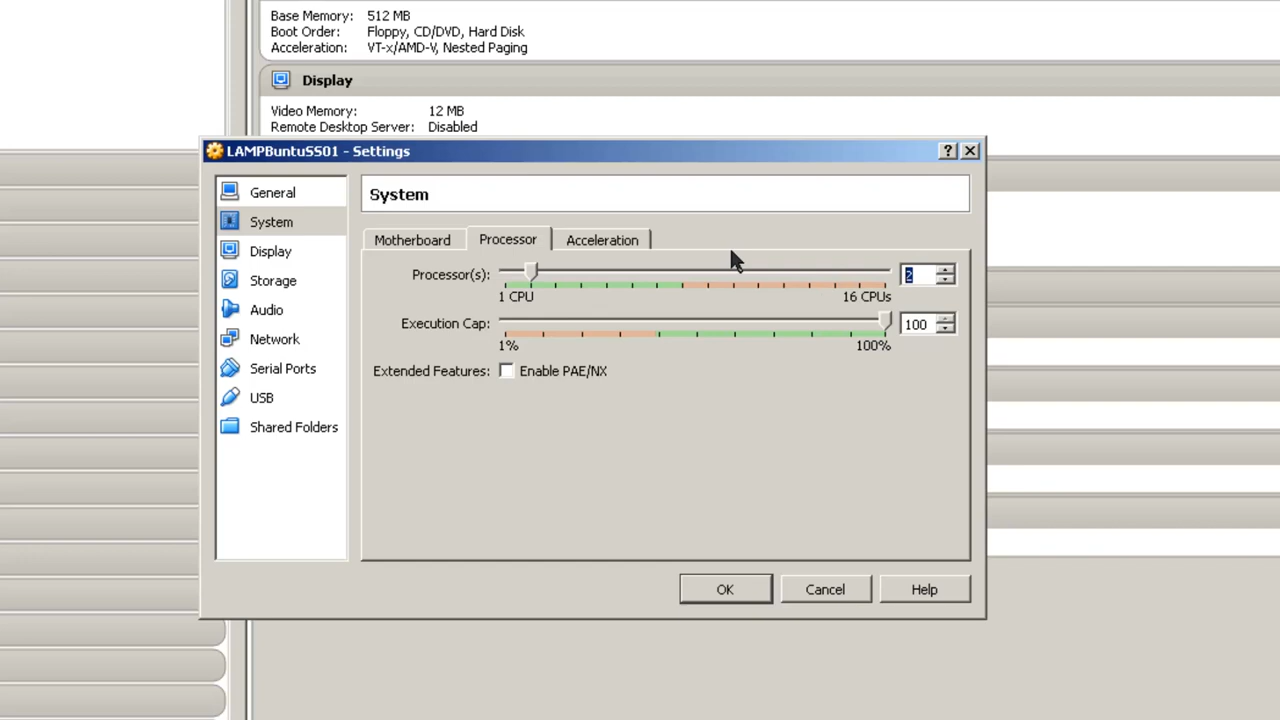 Base Memory: 512 MB
Boot Order: Floppy, CD/DVD, Hard Disk
Acceleration: VT-x/AMD-V, Nested Paging
Display
Video Memory: 12 MB
Remote Desktop Server: Disabled
LAMPBuntuSS01 - Settings
General
System
Display
Storage
Audio
Network
Serial Ports
USB
Shared Folders
System
Motherboard Processor Acceleration
Processor(s): 2
1 CPU 16 CPUs
Execution Cap: 100
1% 100%
Extended Features: Enable PAE/NX
OK Cancel Help